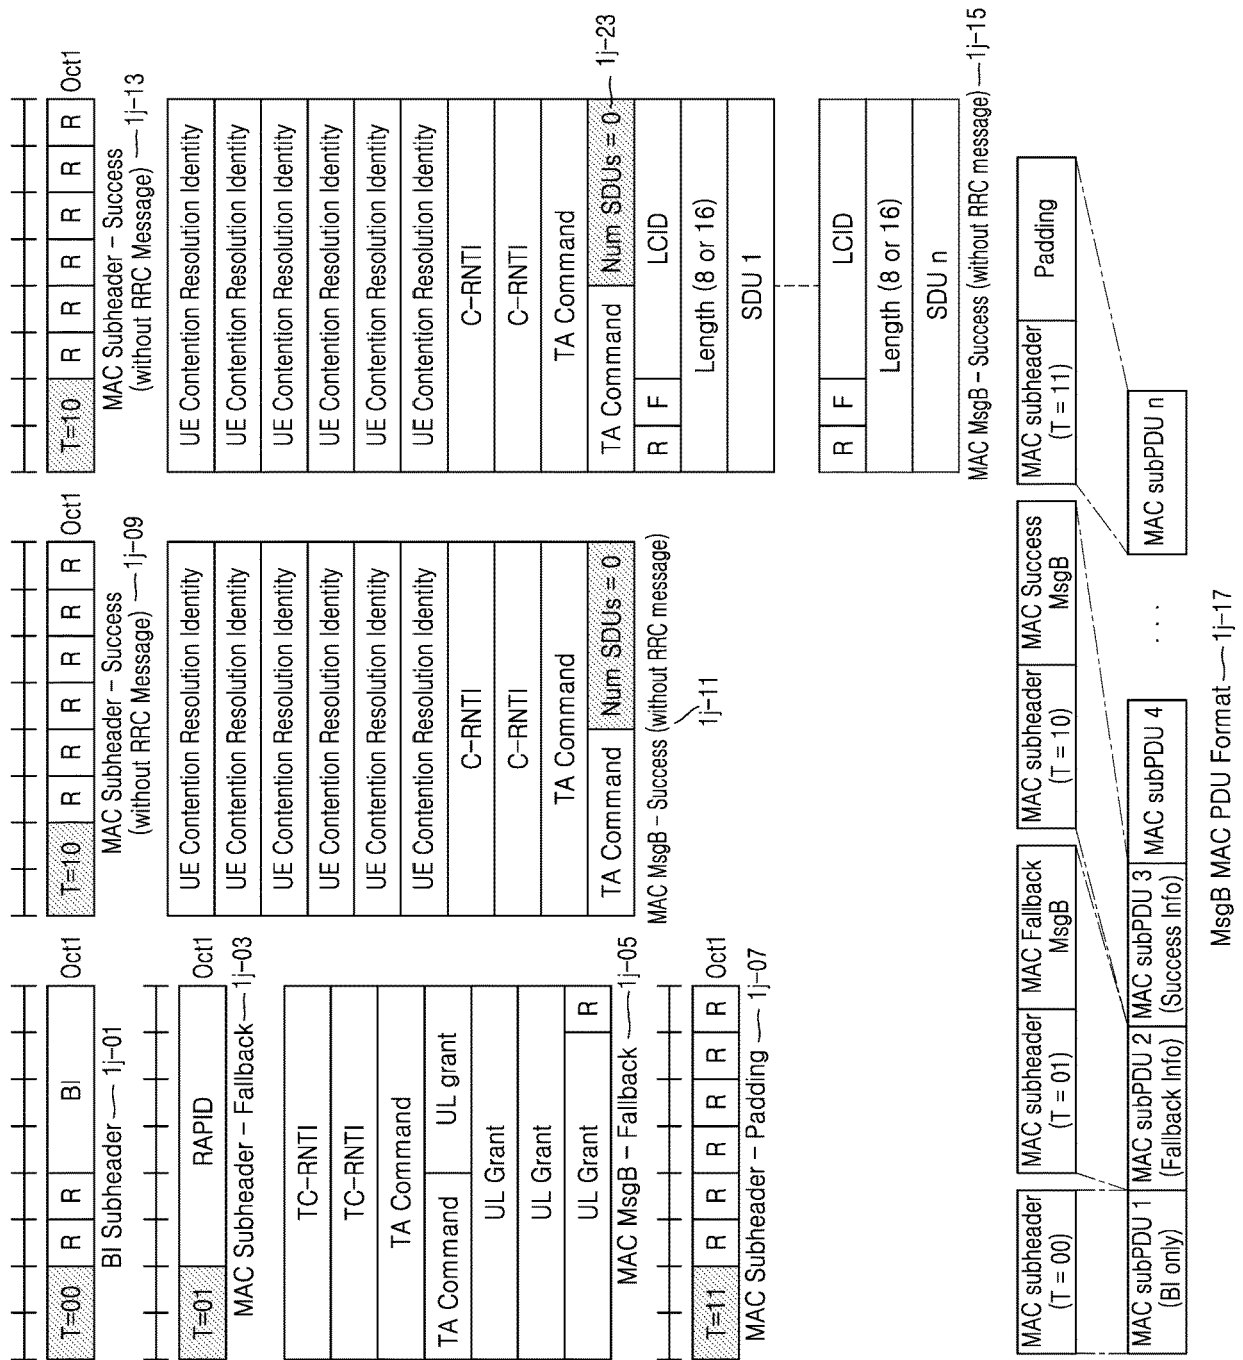 T=00 R R BI Oct1
BI Subheader 1j-01
T=01 RAPID Oct1
MAC Subheader – Fallback 1j-03
TC-RNTI
TC-RNTI
TA Command
TA Command UL grant
UL Grant
UL Grant
UL Grant R
MAC MsgB – Fallback 1j-05
T=11 R R R R R R Oct1
MAC Subheader – Padding 1j-07
T=10 R R R R R R Oct1
MAC Subheader – Success
(without RRC Message) 1j-09
UE Contention Resolution Identity
UE Contention Resolution Identity
UE Contention Resolution Identity
UE Contention Resolution Identity
UE Contention Resolution Identity
UE Contention Resolution Identity
C-RNTI
C-RNTI
TA Command
TA Command Num SDUs = 0
MAC MsgB – Success (without RRC message)
1j-11
T=10 R R R R R R Oct1
MAC Subheader – Success
(without RRC Message) 1j-13
UE Contention Resolution Identity
UE Contention Resolution Identity
UE Contention Resolution Identity
UE Contention Resolution Identity
UE Contention Resolution Identity
UE Contention Resolution Identity
C-RNTI
C-RNTI
TA Command
TA Command Num SDUs = 0 1j-23
R F LCID
Length (8 or 16)
SDU 1
R F LCID
Length (8 or 16)
SDU n
MAC MsgB – Success (without RRC message) 1j-15
MAC subheader
(T = 00)
MAC subheader
(T = 01)
MAC Fallback
MsgB
MAC subheader
(T = 10)
MAC Success
MsgB
MAC subheader
(T = 11)
Padding
MAC subPDU 1
(BI only)
MAC subPDU 2
(Fallback Info)
MAC subPDU 3
(Success Info)
MAC subPDU 4
. . .
MAC subPDU n
MsgB MAC PDU Format 1j-17